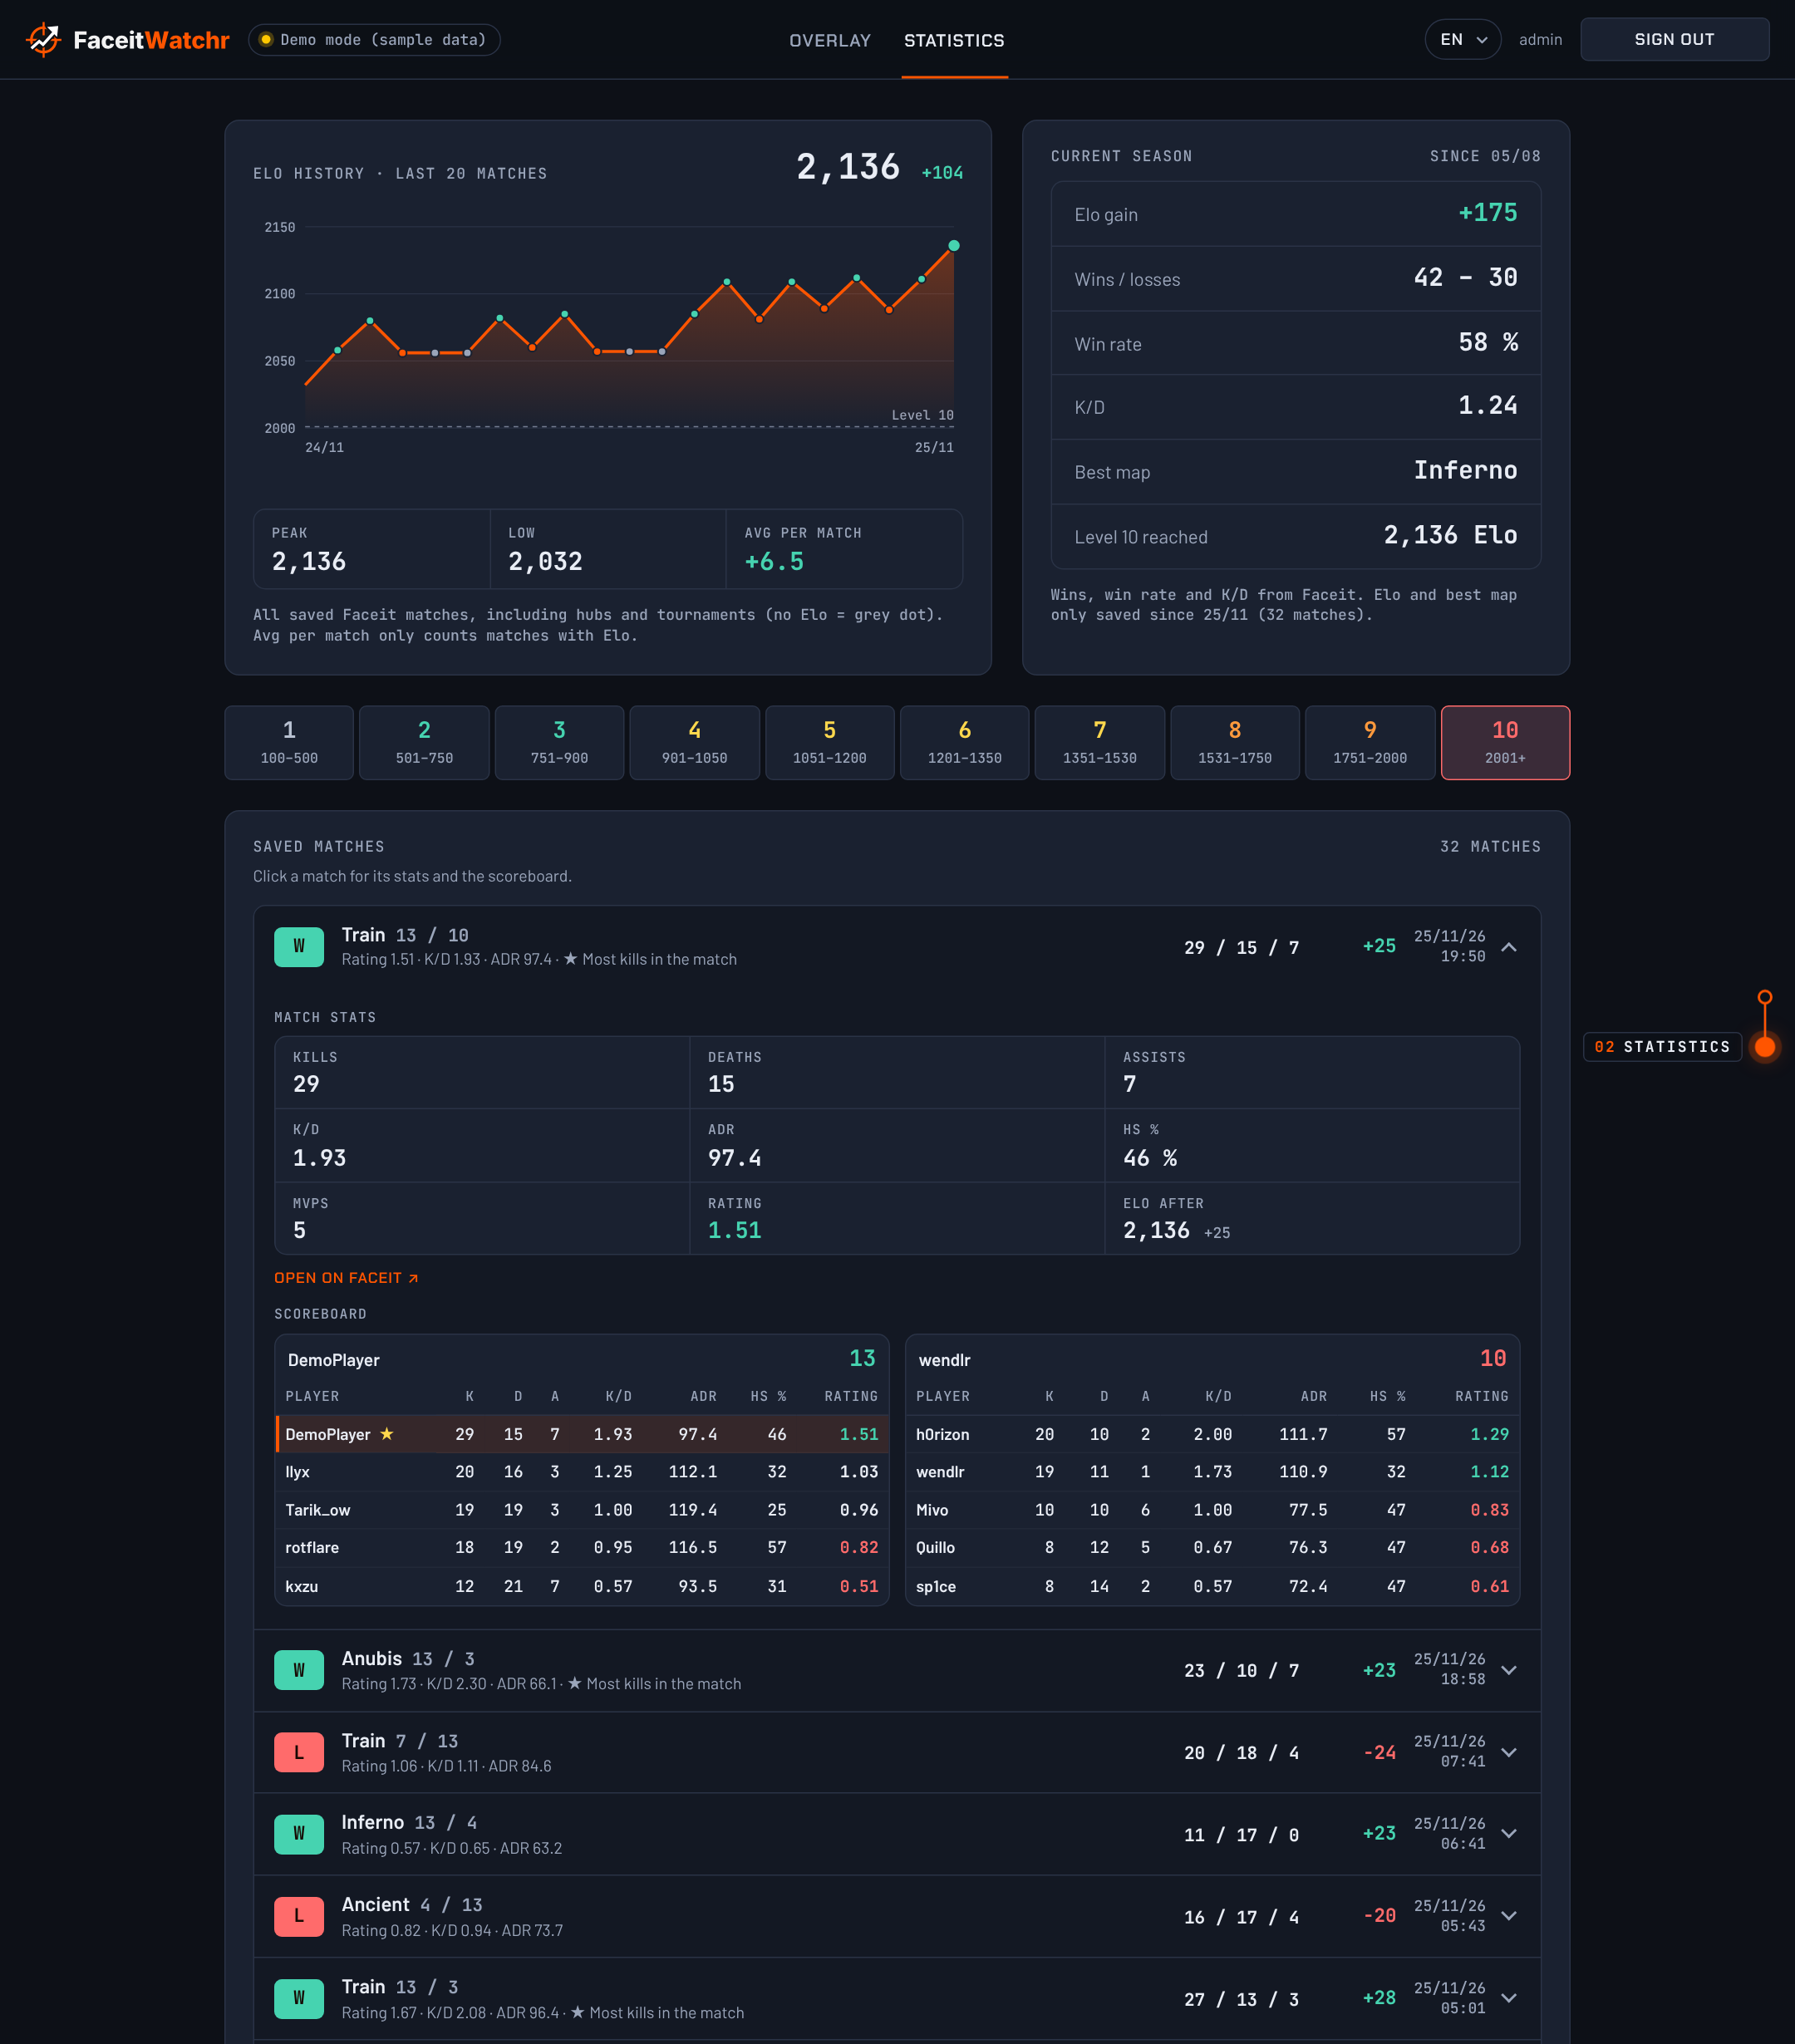 FaceitWatchr
Demo mode (sample data)
OVERLAY
STATISTICS
EN
admin
SIGN OUT
ELO HISTORY · LAST 20 MATCHES
2,136 +104
2150
2100
2050
2000
Level 10
24/11
25/11
PEAK
2,136
LOW
2,032
AVG PER MATCH
+6.5
All saved Faceit matches, including hubs and tournaments (no Elo = grey dot).
Avg per match only counts matches with Elo.
CURRENT SEASON
SINCE 05/08
Elo gain +175
Wins / losses 42 – 30
Win rate 58 %
K/D 1.24
Best map Inferno
Level 10 reached 2,136 Elo
Wins, win rate and K/D from Faceit. Elo and best map
only saved since 25/11 (32 matches).
1
100–500
2
501–750
3
751–900
4
901–1050
5
1051–1200
6
1201–1350
7
1351–1530
8
1531–1750
9
1751–2000
10
2001+
SAVED MATCHES
32 MATCHES
Click a match for its stats and the scoreboard.
W
Train 13 / 10
Rating 1.51 · K/D 1.93 · ADR 97.4 · ★ Most kills in the match
29 / 15 / 7
+25
25/11/26
19:50
MATCH STATS
KILLS
29
DEATHS
15
ASSISTS
7
K/D
1.93
ADR
97.4
HS %
46 %
MVPS
5
RATING
1.51
ELO AFTER
2,136 +25
OPEN ON FACEIT ↗
SCOREBOARD
DemoPlayer 13
PLAYER K D A K/D ADR HS % RATING
DemoPlayer ★ 29 15 7 1.93 97.4 46 1.51
llyx 20 16 3 1.25 112.1 32 1.03
Tarik_ow 19 19 3 1.00 119.4 25 0.96
rotflare 18 19 2 0.95 116.5 57 0.82
kxzu 12 21 7 0.57 93.5 31 0.51
wendlr 10
PLAYER K D A K/D ADR HS % RATING
h0rizon 20 10 2 2.00 111.7 57 1.29
wendlr 19 11 1 1.73 110.9 32 1.12
Mivo 10 10 6 1.00 77.5 47 0.83
Quillo 8 12 5 0.67 76.3 47 0.68
sp1ce 8 14 2 0.57 72.4 47 0.61
02 STATISTICS
W
Anubis 13 / 3
Rating 1.73 · K/D 2.30 · ADR 66.1 · ★ Most kills in the match
23 / 10 / 7
+23
25/11/26
18:58
L
Train 7 / 13
Rating 1.06 · K/D 1.11 · ADR 84.6
20 / 18 / 4
-24
25/11/26
07:41
W
Inferno 13 / 4
Rating 0.57 · K/D 0.65 · ADR 63.2
11 / 17 / 0
+23
25/11/26
06:41
L
Ancient 4 / 13
Rating 0.82 · K/D 0.94 · ADR 73.7
16 / 17 / 4
-20
25/11/26
05:43
W
Train 13 / 3
Rating 1.67 · K/D 2.08 · ADR 96.4 · ★ Most kills in the match
27 / 13 / 3
+28
25/11/26
05:01